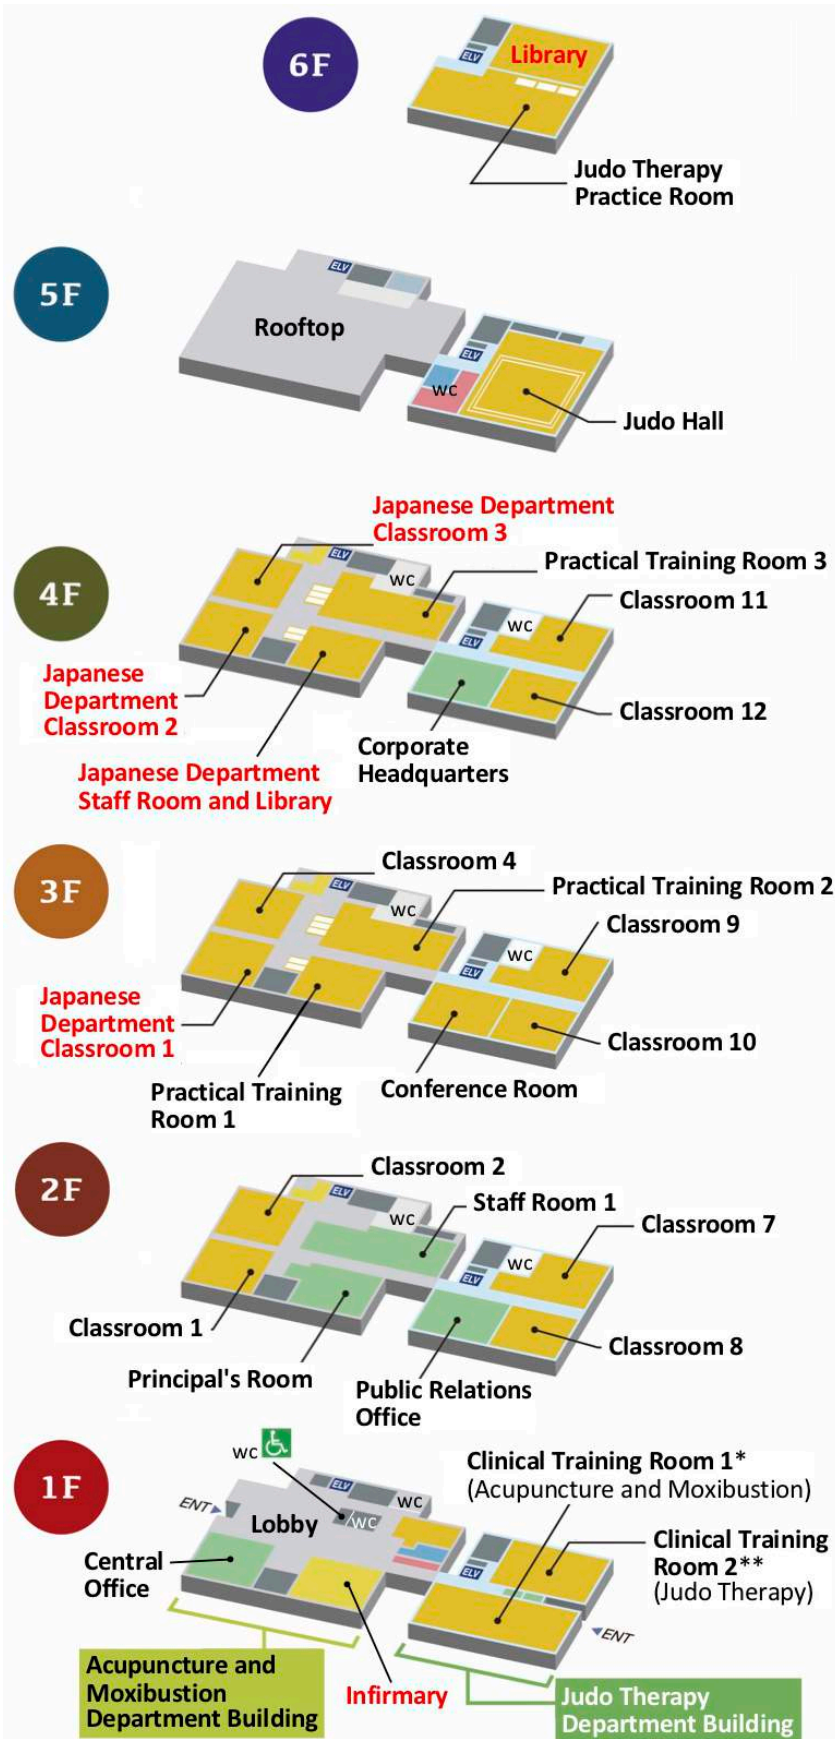 6F
Library
ELV
Judo Therapy
Practice Room
5F
ELV
Rooftop
ELV
WC
Judo Hall
4F
Japanese Department
Classroom 3
ELV
WC
Practical Training Room 3
Classroom 11
WC
ELV
Japanese
Department
Classroom 2
Classroom 12
Corporate
Headquarters
Japanese Department
Staff Room and Library
3F
Classroom 4
ELV
WC
Practical Training Room 2
Classroom 9
WC
ELV
Japanese
Department
Classroom 1
Classroom 10
Conference Room
Practical Training
Room 1
2F
Classroom 2
ELV
WC
Staff Room 1
Classroom 7
WC
ELV
Classroom 1
Classroom 8
Principal's Room
Public Relations
Office
1F
WC
ELV
WC
Clinical Training Room 1*
(Acupuncture and Moxibustion)
ENT
Lobby
WC
Clinical Training
Room 2**
(Judo Therapy)
Central
Office
ELV
ENT
Acupuncture and
Moxibustion
Department Building
Infirmary
Judo Therapy
Department Building